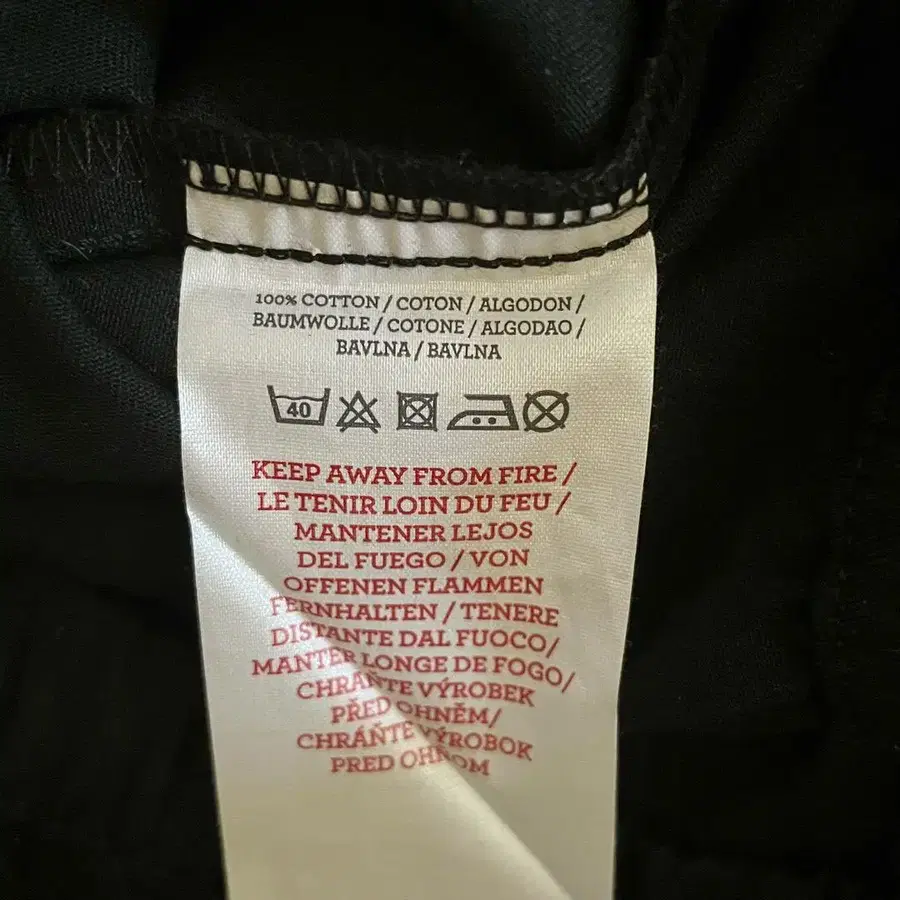 100% COTTON / COTON / ALGODON /
BAUMWOLLE / COTONE / ALGODAO /
BAVLNA / BAVLNA
40
KEEP AWAY FROM FIRE /
LE TENIR LOIN DU FEU /
MANTENER LEJOS
DEL FUEGO / VON
OFFENEN FLAMMEN
FERNHALTEN / TENERE
DISTANTE DAL FUOCO/
MANTER LONGE DE FOGO/
CHRAŇTE VÝROBEK
PŘED OHNĚM/
CHRÁŇTE VÝROBOK
PRED OHŇOM